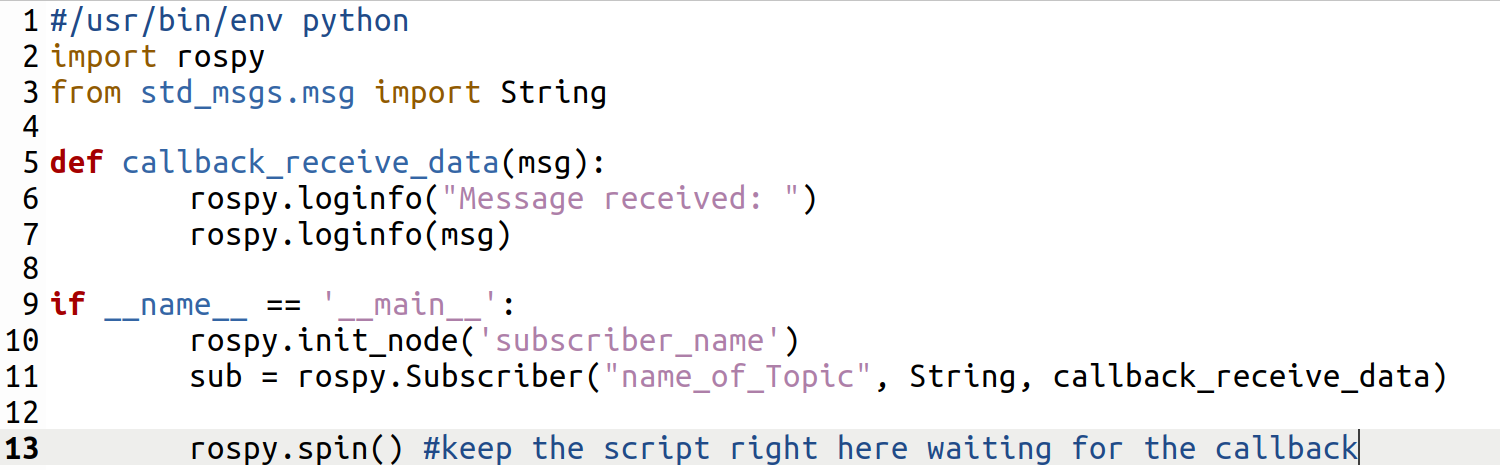 1 #/usr/bin/env python
2 import rospy
3 from std_msgs.msg import String
4
5 def callback_receive_data(msg):
6         rospy.loginfo("Message received: ")
7         rospy.loginfo(msg)
8
9 if __name__ == '__main__':
10         rospy.init_node('subscriber_name')
11         sub = rospy.Subscriber("name_of_Topic", String, callback_receive_data)
12
13         rospy.spin() #keep the script right here waiting for the callback